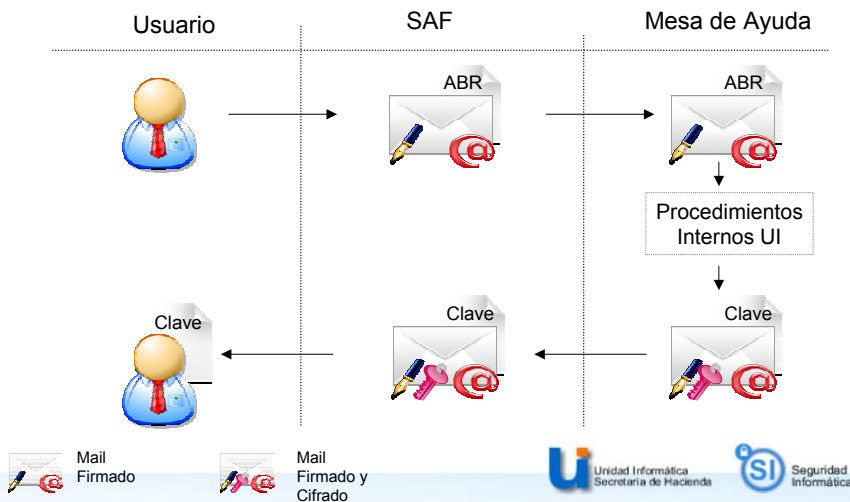 Usuario
SAF
Mesa de Ayuda
ABR
ABR
Procedimientos
Internos UI
Clave
Clave
Clave
Mail
Firmado
Mail
Firmado y
Cifrado
Ui
Unidad Informática
Secretaría de Hacienda
SI
Seguridad
Informática